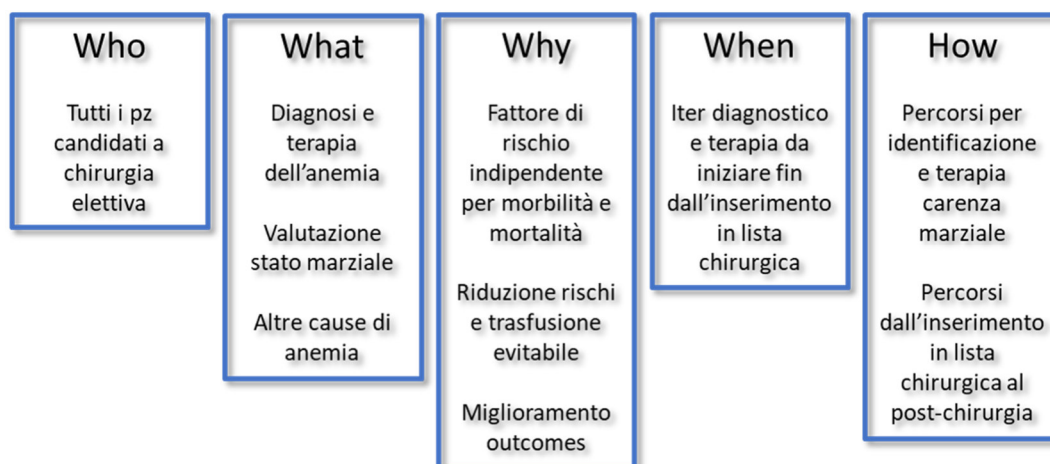 Who
Tutti i pz
candidati a
chirurgia
elettiva
What
Diagnosi e
terapia
dell'anemia
Valutazione
stato marziale
Altre cause di
anemia
Why
Fattore di
rischio
indipendente
per morbilità e
mortalità
Riduzione rischi
e trasfusione
evitabile
Miglioramento
outcomes
When
Iter diagnostico
e terapia da
iniziare fin
dall'inserimento
in lista
chirurgica
How
Percorsi per
identificazione
e terapia
carenza
marziale
Percorsi
dall'inserimento
in lista
chirurgica al
post-chirurgia